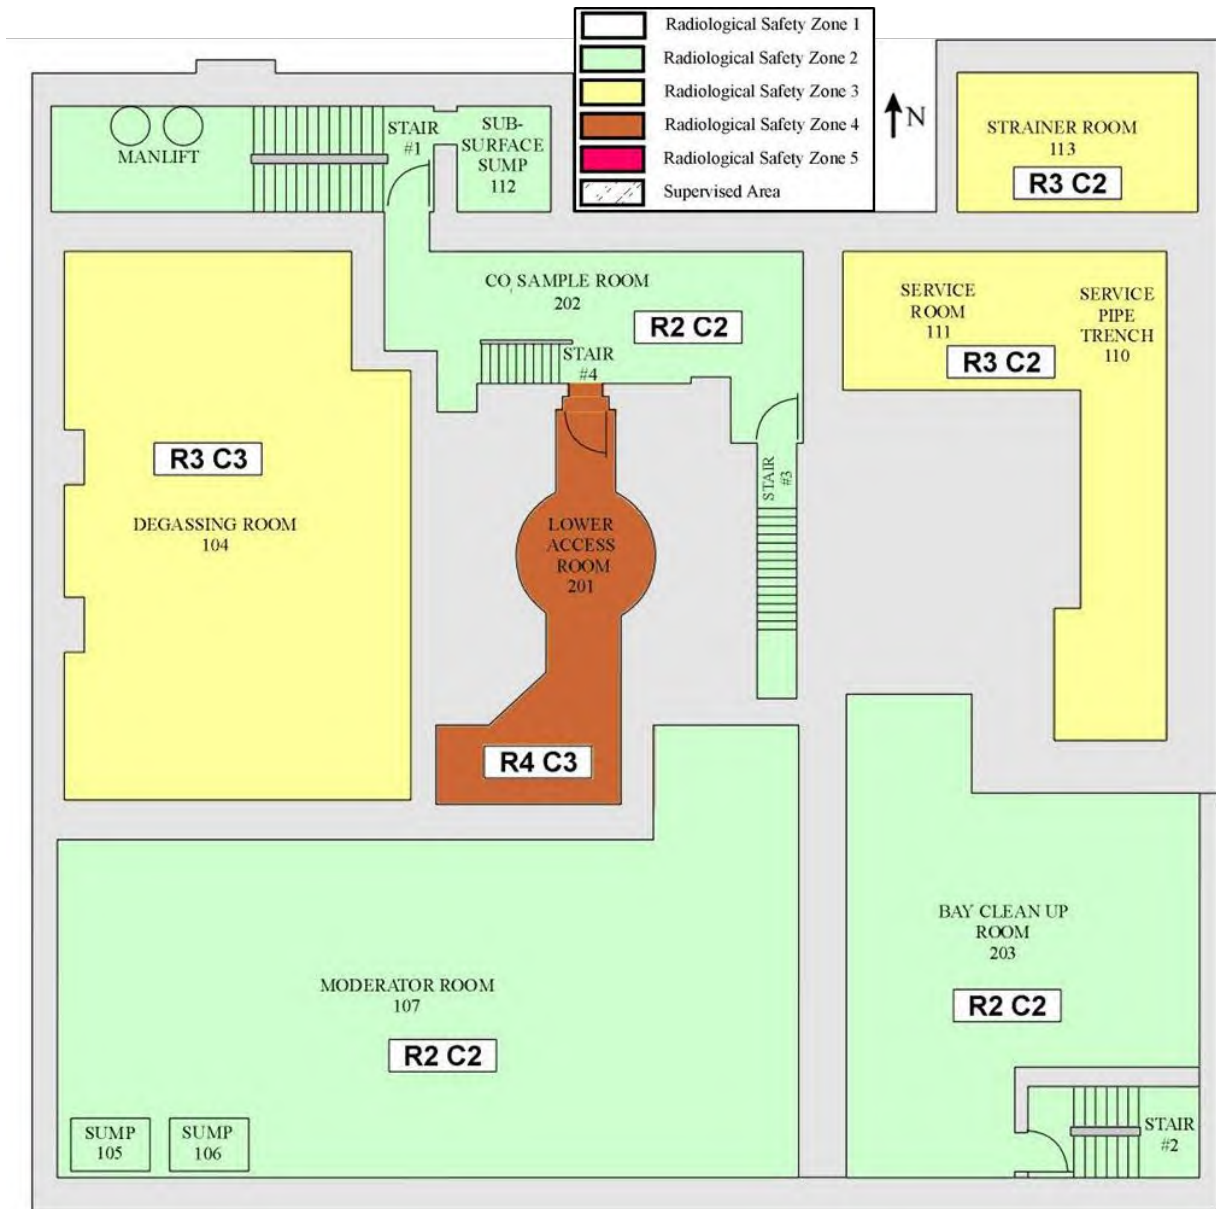 Radiological Safety Zone 1
Radiological Safety Zone 2
Radiological Safety Zone 3
Radiological Safety Zone 4
Radiological Safety Zone 5
Supervised Area
N
MANLIFT
STAIR
#1
SUB-
SURFACE
SUMP
112
STRAINER ROOM
113
R3 C2
CO, SAMPLE ROOM
202
R2 C2
STAIR
#4
SERVICE
ROOM
111
SERVICE
PIPE
TRENCH
110
R3 C2
R3 C3
DEGASSING ROOM
104
STAIR
#3
LOWER
ACCESS
ROOM
201
R4 C3
BAY CLEAN UP
ROOM
203
R2 C2
MODERATOR ROOM
107
R2 C2
SUMP
105
SUMP
106
STAIR
#2